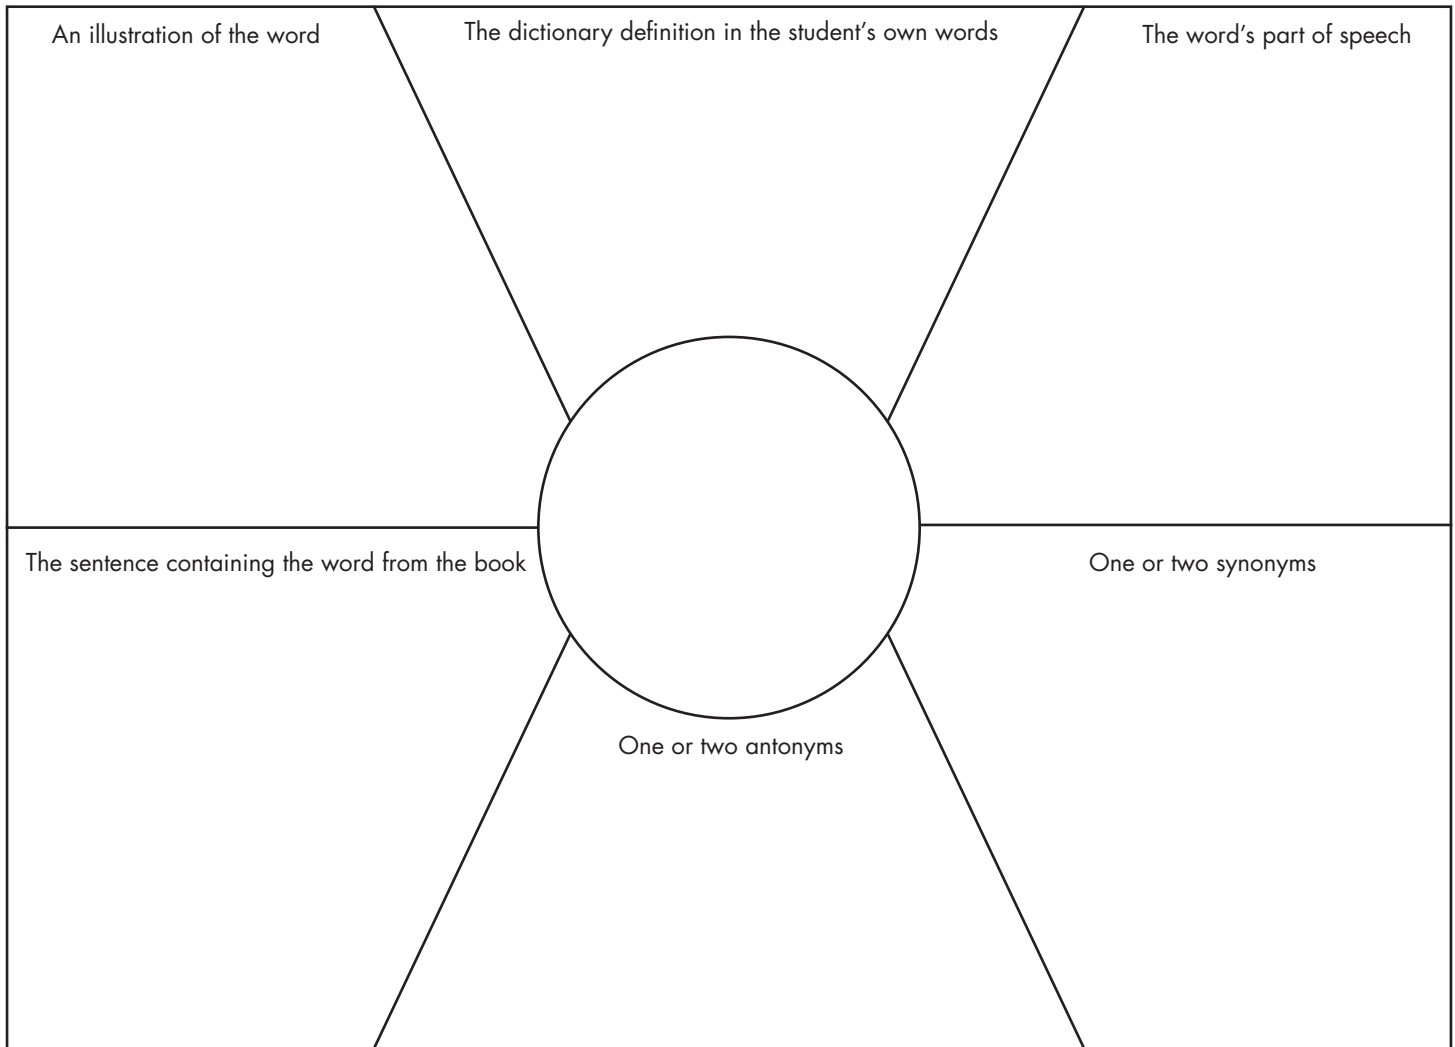 An illustration of the word
The dictionary definition in the student’s own words
The word’s part of speech
The sentence containing the word from the book
One or two synonyms
One or two antonyms